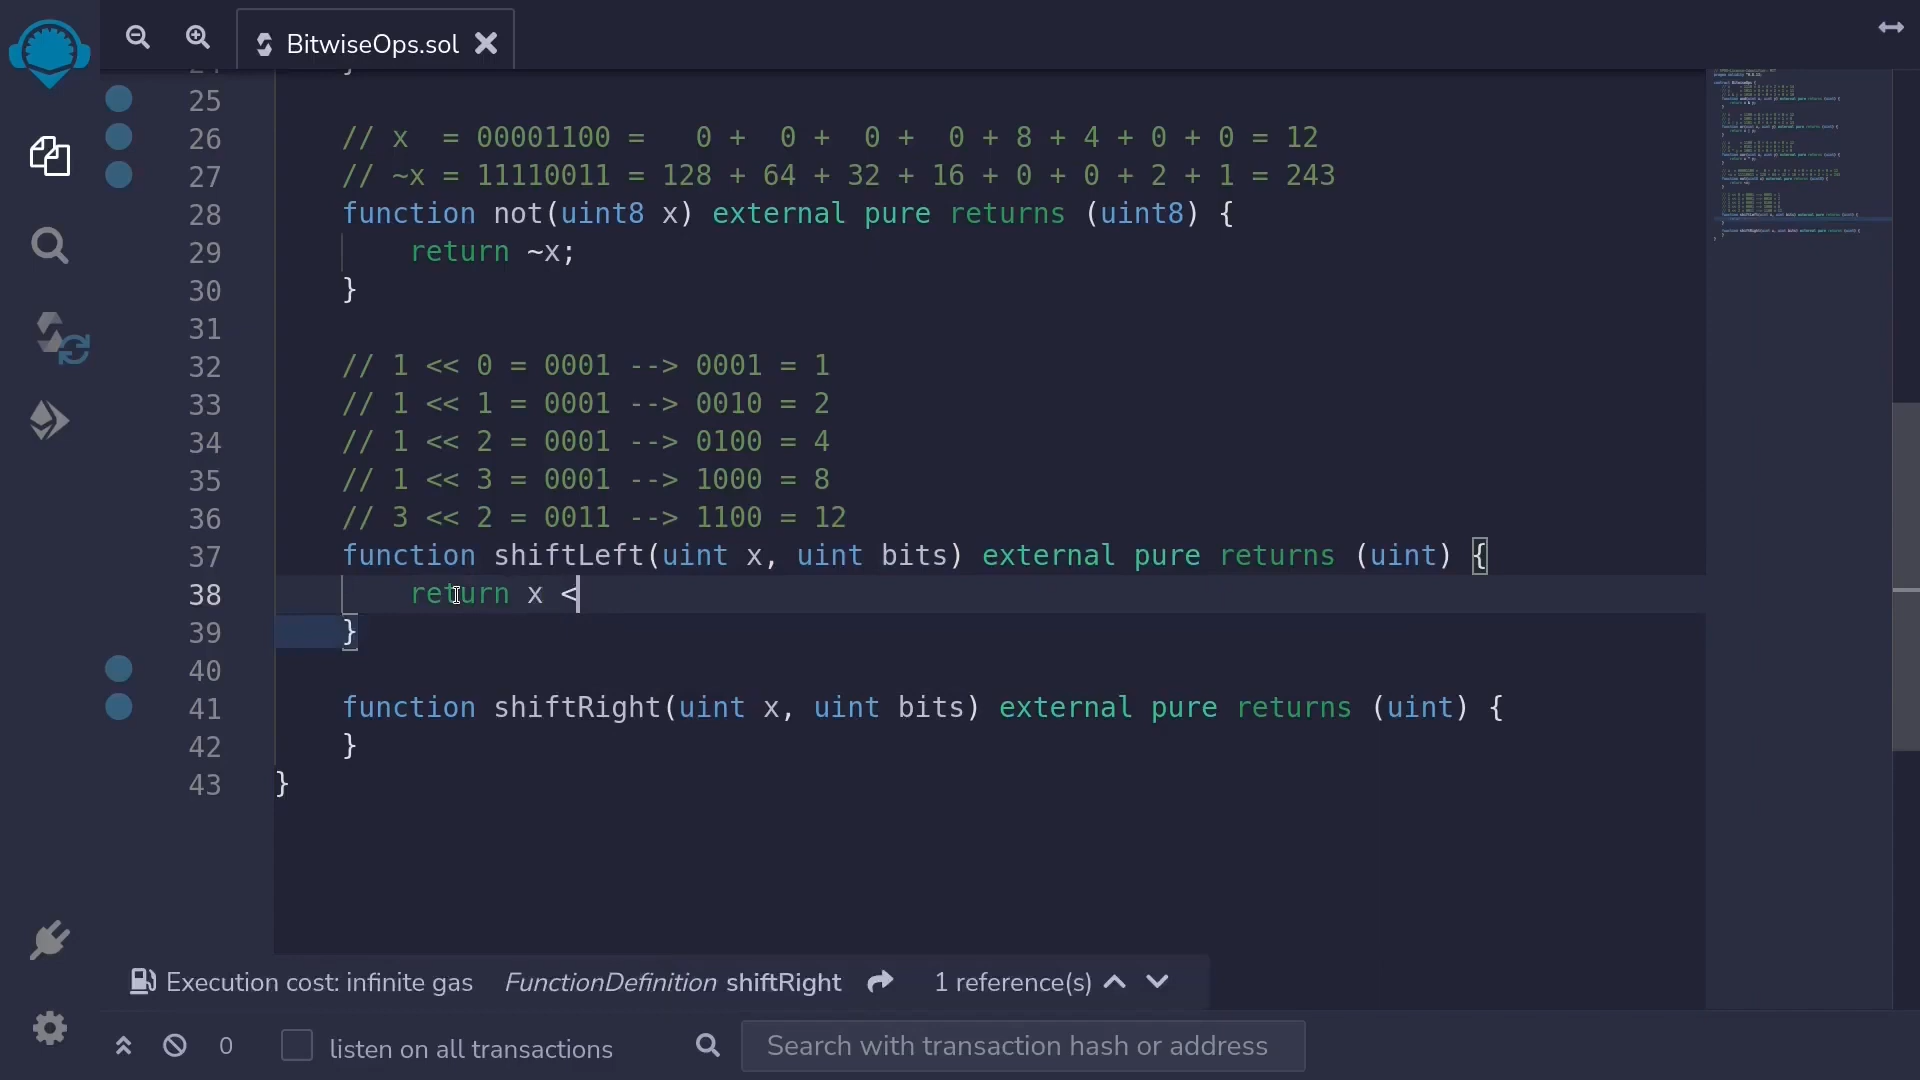 BitwiseOps.sol
25
26 // x  = 00001100 =   0 +  0 +  0 +  0 + 8 + 4 + 0 + 0 = 12
27 // ~x = 11110011 = 128 + 64 + 32 + 16 + 0 + 0 + 2 + 1 = 243
28 function not(uint8 x) external pure returns (uint8) {
29 return ~x;
30 }
31
32 // 1 << 0 = 0001 --> 0001 = 1
33 // 1 << 1 = 0001 --> 0010 = 2
34 // 1 << 2 = 0001 --> 0100 = 4
35 // 1 << 3 = 0001 --> 1000 = 8
36 // 3 << 2 = 0011 --> 1100 = 12
37 function shiftLeft(uint x, uint bits) external pure returns (uint) {
38 return x <
39 }
40
41 function shiftRight(uint x, uint bits) external pure returns (uint) {
42 }
43 }
Execution cost: infinite gas FunctionDefinition shiftRight 1 reference(s)
0 listen on all transactions Search with transaction hash or address